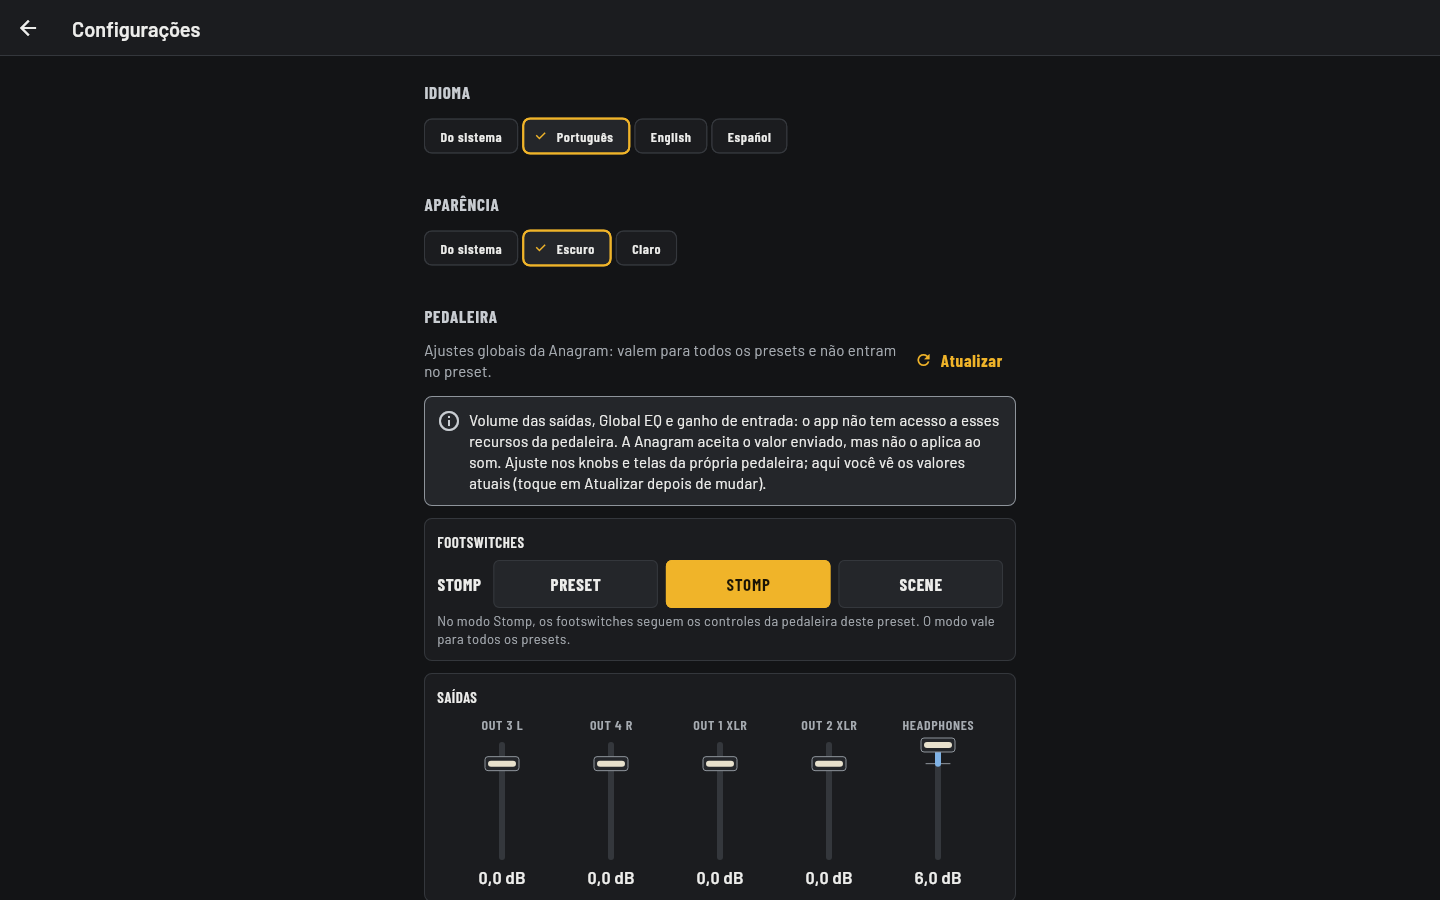 Configurações
IDIOMA
Do sistema
Português
English
Español
APARÊNCIA
Do sistema
Escuro
Claro
PEDALEIRA
Ajustes globais da Anagram: valem para todos os presets e não entram
no preset.
Atualizar
Volume das saídas, Global EQ e ganho de entrada: o app não tem acesso a esses
recursos da pedaleira. A Anagram aceita o valor enviado, mas não o aplica ao
som. Ajuste nos knobs e telas da própria pedaleira; aqui você vê os valores
atuais (toque em Atualizar depois de mudar).
FOOTSWITCHES
STOMP
PRESET
STOMP
SCENE
No modo Stomp, os footswitches seguem os controles da pedaleira deste preset. O modo vale
para todos os presets.
SAÍDAS
OUT 3 L
OUT 4 R
OUT 1 XLR
OUT 2 XLR
HEADPHONES
0,0 dB
0,0 dB
0,0 dB
0,0 dB
6,0 dB